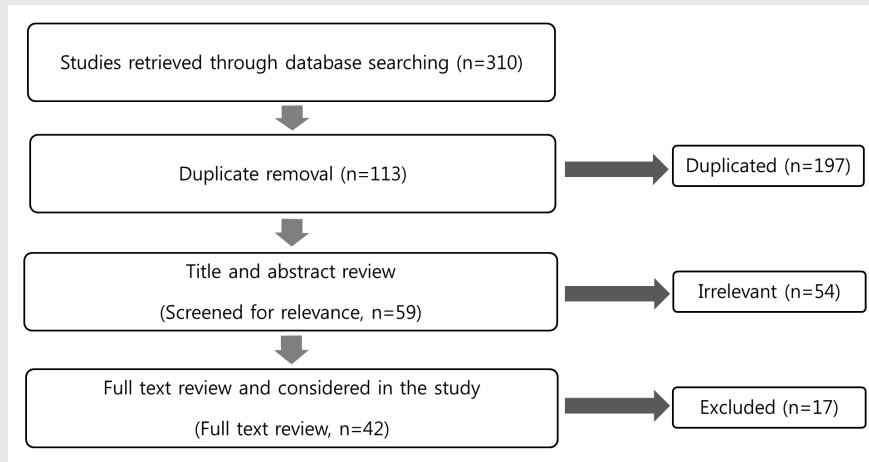 Studies retrieved through database searching (n=310)
Duplicate removal (n=113)
Duplicated (n=197)
Title and abstract review
(Screened for relevance, n=59)
Irrelevant (n=54)
Full text review and considered in the study
(Full text review, n=42)
Excluded (n=17)